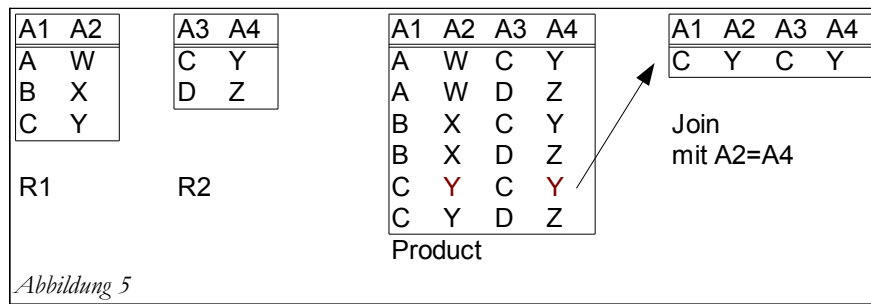 A1 A2
A W
B X
C Y
R1
A3 A4
C Y
D Z
R2
A1 A2 A3 A4
A W C Y
A W D Z
B X C Y
B X D Z
C Y C Y
C Y D Z
Product
A1 A2 A3 A4
C Y C Y
Join
mit A2=A4
Abbildung 5